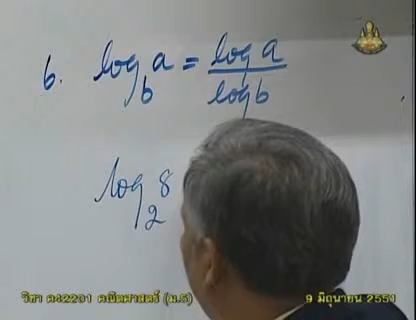 6. log_b a = log a / log b
log_2 8
วิชา ค42201 คณิตศาสตร์ (ม.5) 9 มิถุนายน 2551